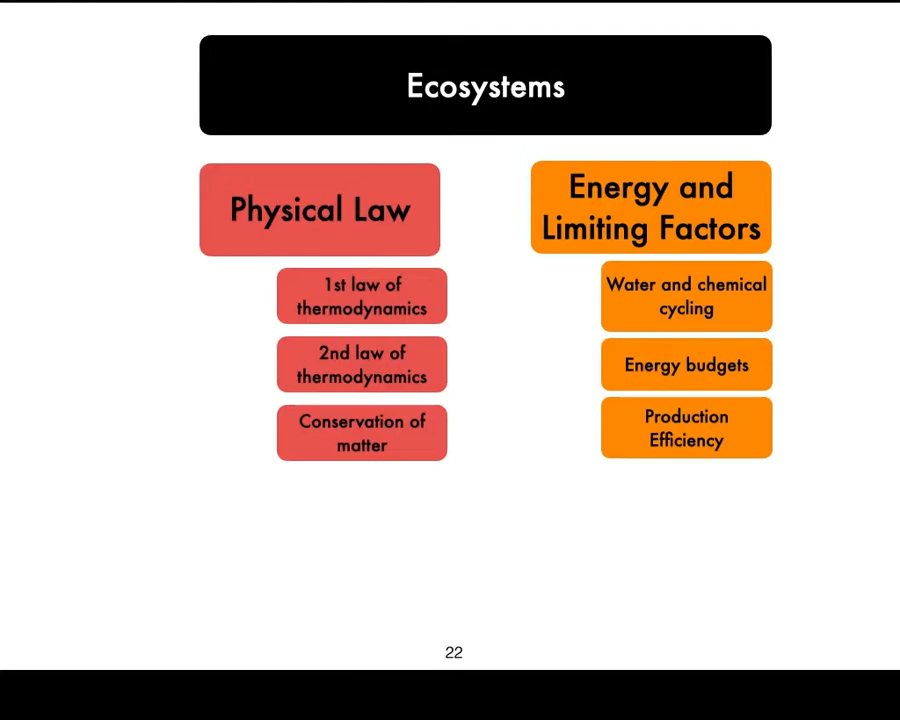 Ecosystems
Physical Law
1st law of
thermodynamics
2nd law of
thermodynamics
Conservation of
matter
Energy and
Limiting Factors
Water and chemical
cycling
Energy budgets
Production
Efficiency
22